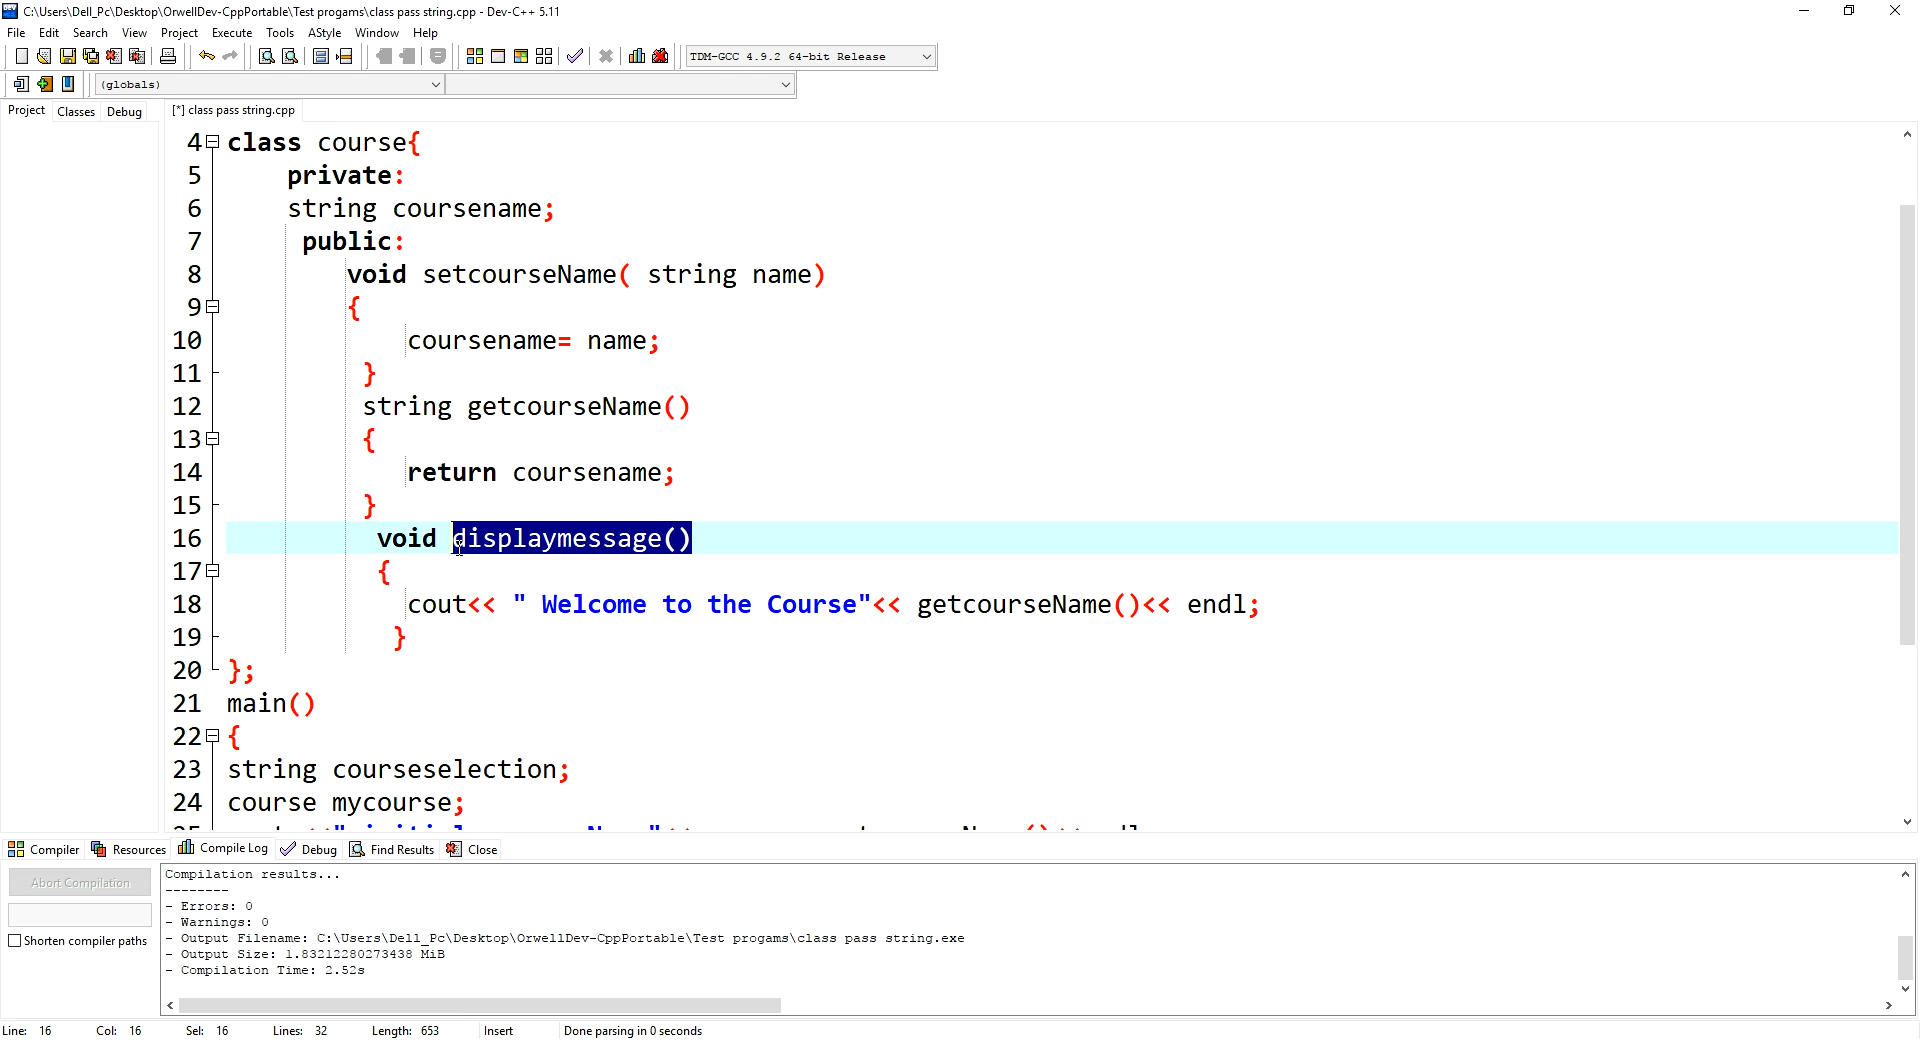 C:\Users\Dell_Pc\Desktop\OrwellDev-CppPortable\Test progams\class pass string.cpp - Dev-C++ 5.11
File Edit Search View Project Execute Tools AStyle Window Help
TDM-GCC 4.9.2 64-bit Release
(globals)
Project Classes Debug [*] class pass string.cpp
4 class course{
5 private:
6 string coursename;
7 public:
8 void setcourseName( string name)
9 {
10 coursename= name;
11 }
12 string getcourseName()
13 {
14 return coursename;
15 }
16 void displaymessage()
17 {
18 cout<< " Welcome to the Course"<< getcourseName()<< endl;
19 }
20 };
21 main()
22 {
23 string courseselection;
24 course mycourse;
Compiler Resources Compile Log Debug Find Results Close
Abort Compilation
Shorten compiler paths
Compilation results...
--------
- Errors: 0
- Warnings: 0
- Output Filename: C:\Users\Dell_Pc\Desktop\OrwellDev-CppPortable\Test progams\class pass string.exe
- Output Size: 1.83212280273438 MiB
- Compilation Time: 2.52s
Line: 16 Col: 16 Sel: 16 Lines: 32 Length: 653 Insert Done parsing in 0 seconds